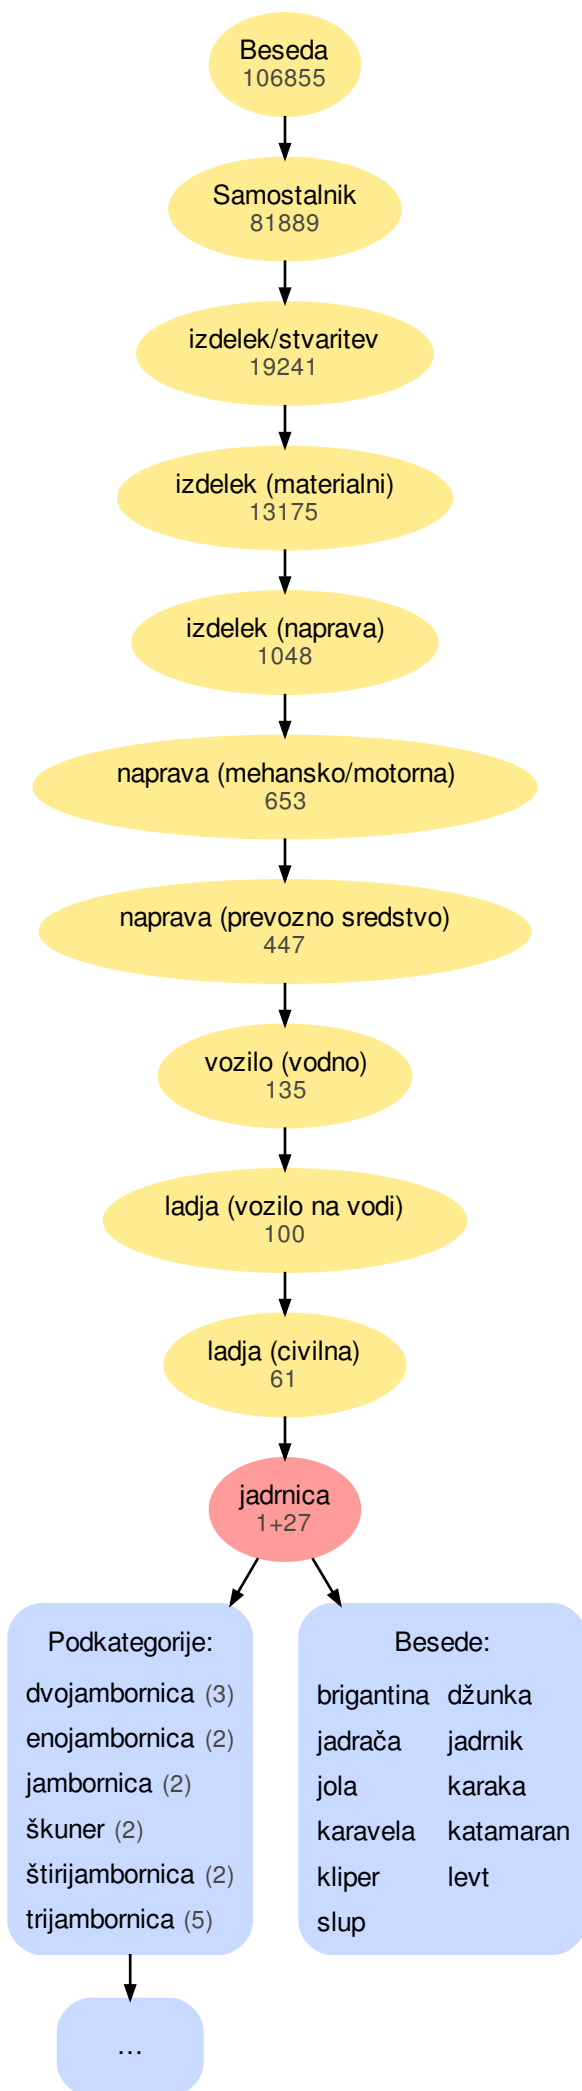 Beseda
106855
Samostalnik
81889
izdelek/stvaritev
19241
izdelek (materialni)
13175
izdelek (naprava)
1048
naprava (mehansko/motorna)
653
naprava (prevozno sredstvo)
447
vozilo (vodno)
135
ladja (vozilo na vodi)
100
ladja (civilna)
61
jadrnica
1+27
Podkategorije:
dvojambornica (3)
enojambornica (2)
jambornica (2)
škuner (2)
štirijambornica (2)
trijambornica (5)
...
Besede:
brigantina džunka
jadrača jadrnik
jola karaka
karavela katamaran
kliper levt
slup